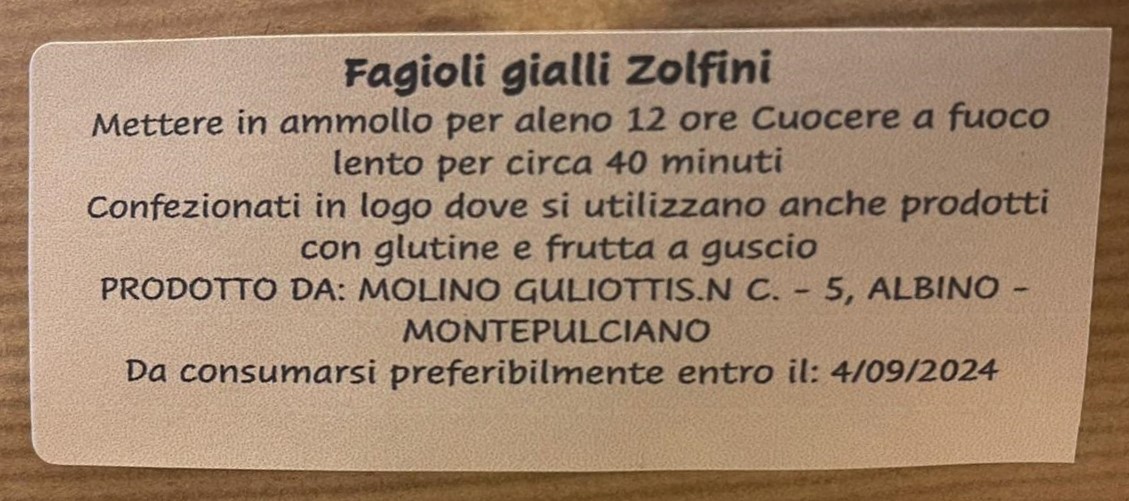 Fagioli gialli Zolfini
Mettere in ammollo per aleno 12 ore Cuocere a fuoco
lento per circa 40 minuti
Confezionati in logo dove si utilizzano anche prodotti
con glutine e frutta a guscio
PRODOTTO DA: MOLINO GULIOTTIS.N C. - 5, ALBINO -
MONTEPULCIANO
Da consumarsi preferibilmente entro il: 4/09/2024